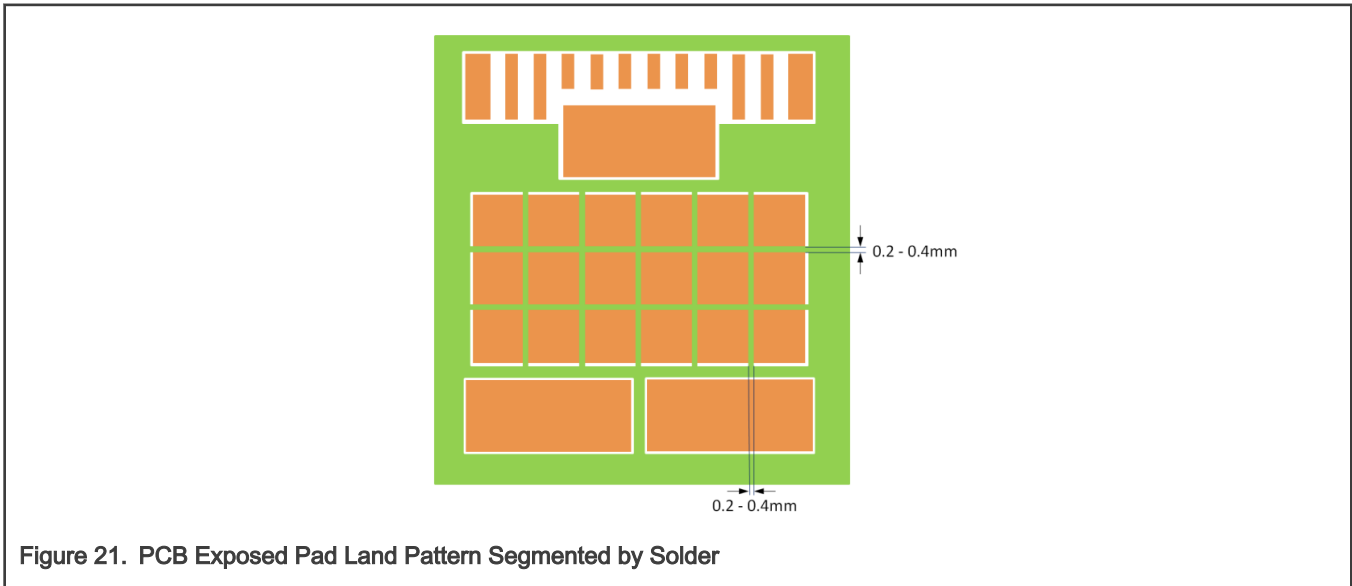 0.2 - 0.4mm
0.2 - 0.4mm
Figure 21. PCB Exposed Pad Land Pattern Segmented by Solder